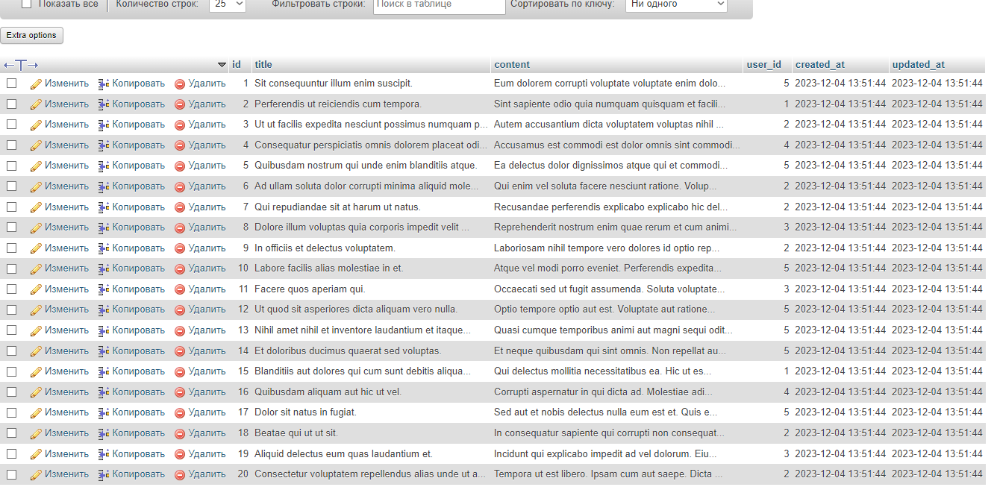 Показать все Количество строк: 25 Фильтровать строки: Поиск в таблице Сортировать по ключу: Ни одного
Extra options
←T→ id title content user_id created_at updated_at
Изменить Копировать Удалить 1 Sit consequuntur illum enim suscipit. Eum dolorem corrupti voluptate voluptate enim dolo... 5 2023-12-04 13:51:44 2023-12-04 13:51:44
Изменить Копировать Удалить 2 Perferendis ut reiciendis cum tempora. Sint sapiente odio quia numquam quisquam et facili... 1 2023-12-04 13:51:44 2023-12-04 13:51:44
Изменить Копировать Удалить 3 Ut ut facilis expedita nesciunt possimus numquam p... Autem accusantium dicta voluptatem voluptas nihil ... 2 2023-12-04 13:51:44 2023-12-04 13:51:44
Изменить Копировать Удалить 4 Consequatur perspiciatis omnis dolorem placeat odi... Accusamus est commodi est dolor omnis sint commodi... 4 2023-12-04 13:51:44 2023-12-04 13:51:44
Изменить Копировать Удалить 5 Quibusdam nostrum qui unde enim blanditiis atque. Ea delectus dolor dignissimos atque qui et commodi... 5 2023-12-04 13:51:44 2023-12-04 13:51:44
Изменить Копировать Удалить 6 Ad ullam soluta dolor corrupti minima aliquid mole... Qui enim vel soluta facere nesciunt ratione. Volup... 2 2023-12-04 13:51:44 2023-12-04 13:51:44
Изменить Копировать Удалить 7 Qui repudiandae sit at harum ut natus. Recusandae perferendis explicabo explicabo hic del... 2 2023-12-04 13:51:44 2023-12-04 13:51:44
Изменить Копировать Удалить 8 Dolore illum voluptas quia corporis impedit velit ... Reprehenderit nostrum enim quae rerum et cum animi... 3 2023-12-04 13:51:44 2023-12-04 13:51:44
Изменить Копировать Удалить 9 In officiis et delectus voluptatem. Laboriosam nihil tempore vero dolores id optio rep... 2 2023-12-04 13:51:44 2023-12-04 13:51:44
Изменить Копировать Удалить 10 Labore facilis alias molestiae in et. Atque vel modi porro eveniet. Perferendis expedita... 5 2023-12-04 13:51:44 2023-12-04 13:51:44
Изменить Копировать Удалить 11 Facere quos aperiam qui. Occaecati sed ut fugit assumenda. Soluta voluptate... 3 2023-12-04 13:51:44 2023-12-04 13:51:44
Изменить Копировать Удалить 12 Ut quod sit asperiores dicta aliquam vero nulla. Optio tempore optio aut est. Voluptate aut ratione... 5 2023-12-04 13:51:44 2023-12-04 13:51:44
Изменить Копировать Удалить 13 Nihil amet nihil et inventore laudantium et itaque... Quasi cumque temporibus animi aut magni sequi odit... 5 2023-12-04 13:51:44 2023-12-04 13:51:44
Изменить Копировать Удалить 14 Et doloribus ducimus quaerat sed voluptas. Et neque quibusdam qui sint omnis. Non repellat au... 5 2023-12-04 13:51:44 2023-12-04 13:51:44
Изменить Копировать Удалить 15 Blanditiis aut dolores qui cum sunt debitis aliqua... Qui delectus mollitia necessitatibus ea. Hic ut es... 1 2023-12-04 13:51:44 2023-12-04 13:51:44
Изменить Копировать Удалить 16 Quibusdam aliquam aut hic ut vel. Corrupti aspernatur in qui dicta ad. Molestiae adi... 4 2023-12-04 13:51:44 2023-12-04 13:51:44
Изменить Копировать Удалить 17 Dolor sit natus in fugiat. Sed aut et nobis delectus nulla eum est et. Quis e... 5 2023-12-04 13:51:44 2023-12-04 13:51:44
Изменить Копировать Удалить 18 Beatae qui ut ut sit. In consequatur sapiente qui corrupti non consequat... 2 2023-12-04 13:51:44 2023-12-04 13:51:44
Изменить Копировать Удалить 19 Aliquid delectus eum quas laudantium et. Incidunt qui explicabo impedit ad vel dolorum. Eiu... 3 2023-12-04 13:51:44 2023-12-04 13:51:44
Изменить Копировать Удалить 20 Consectetur voluptatem repellendus alias unde ut a... Tempora ut est libero. Ipsam cum aut saepe. Dicta ... 2 2023-12-04 13:51:44 2023-12-04 13:51:44